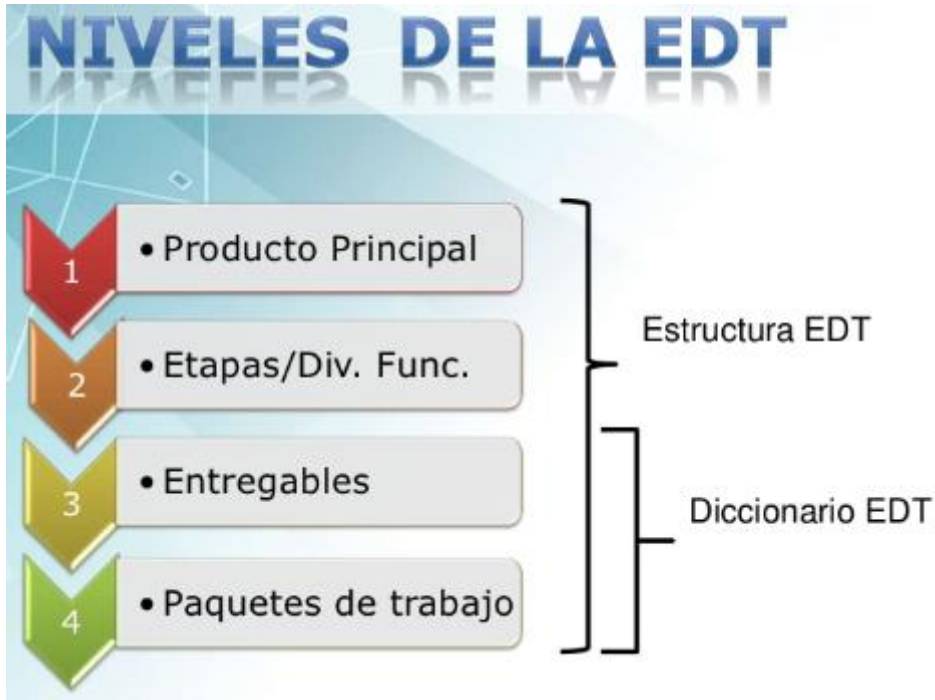 NIVELES DE LA EDT
1
• Producto Principal
2
• Etapas/Div. Func.
3
• Entregables
4
• Paquetes de trabajo
Estructura EDT
Diccionario EDT